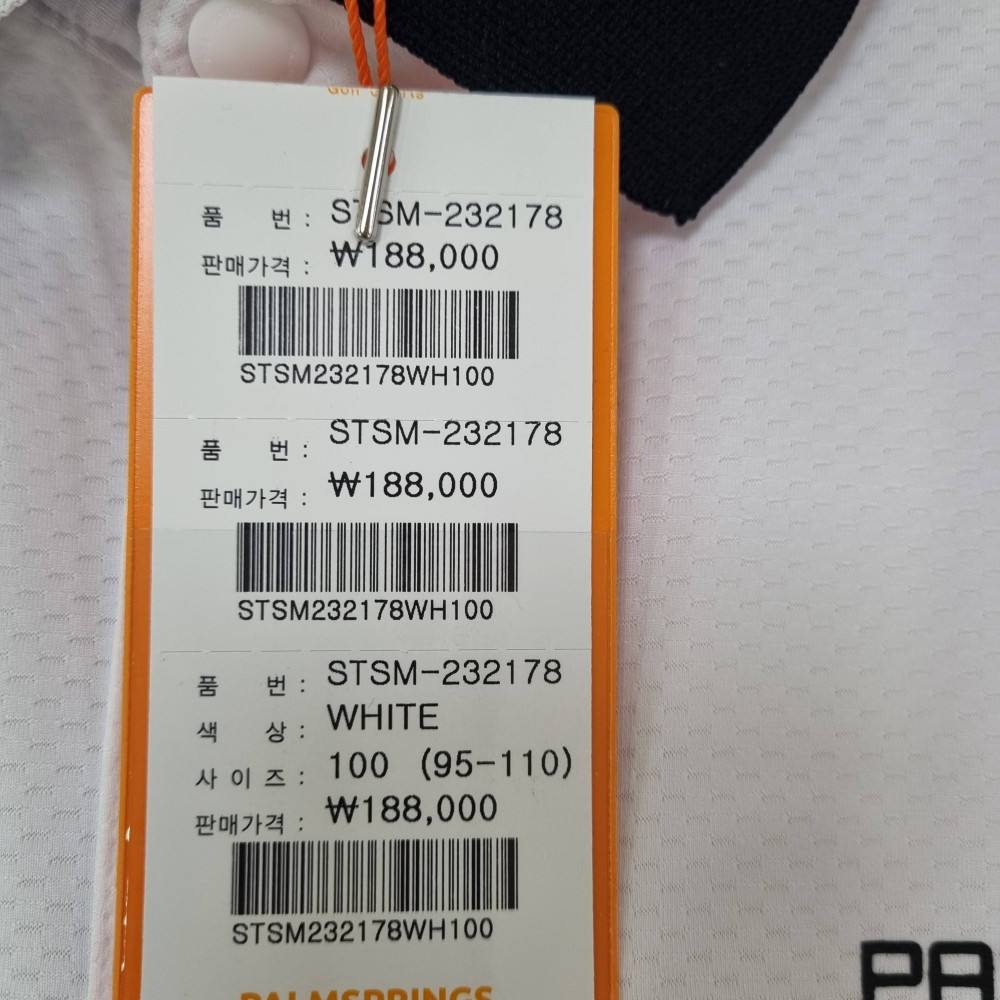 품 번 : STSM-232178
판매가격 : ₩188,000
STSM232178WH100
품 번 : STSM-232178
판매가격 : ₩188,000
STSM232178WH100
품 번 : STSM-232178
색 상 : WHITE
사 이 즈 : 100 (95-110)
판매가격 : ₩188,000
STSM232178WH100
PALMSPRINGS
PA